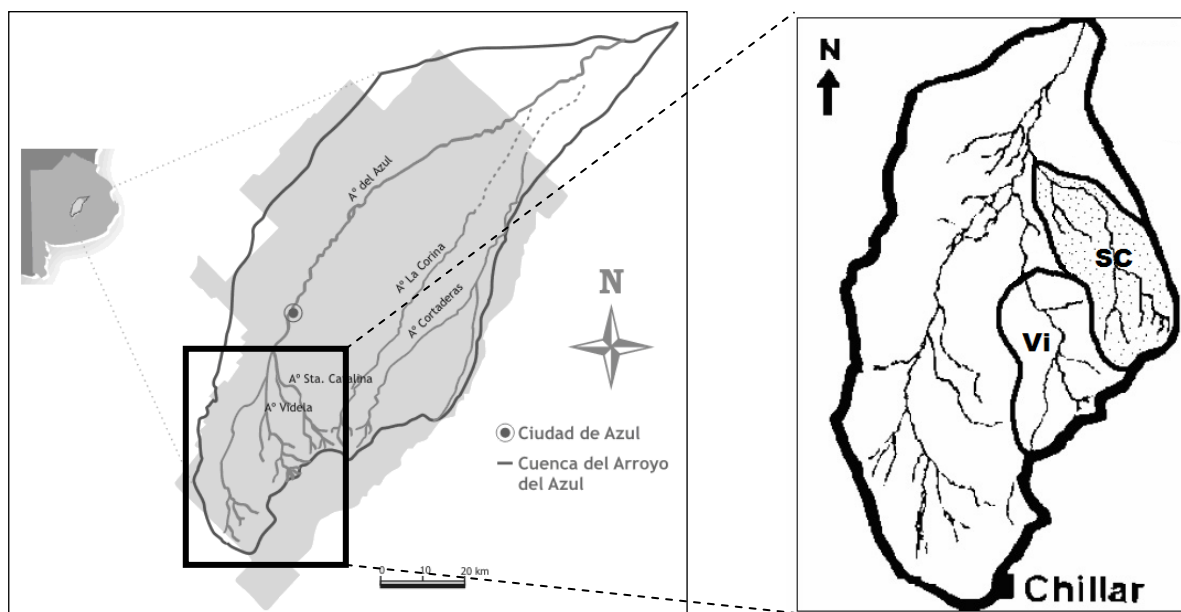 Aº del Azul
Aº La Corina
Aº Cortaderas
Aº Sta. Catalina
Aº Videla
N
Ciudad de Azul
Cuenca del Arroyo
del Azul
0 10 20 km
N
SC
Vi
Chillar